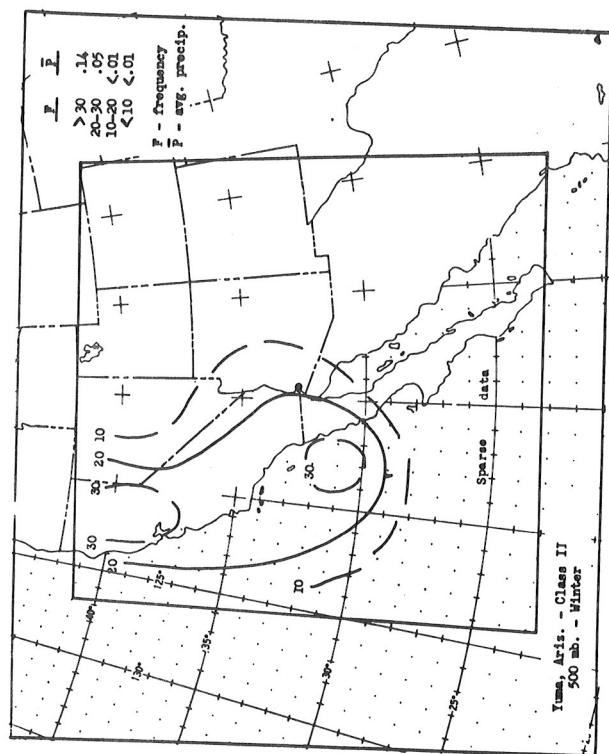 F P̅
>30 .14
20-30 .05
10-20 <.01
<10 <.01
F - frequency
P̅ - avg. precip.
10
20
30
30
20
10
30
125°
130°
40°
35°
30°
25°
Sparse data
Yuma, Ariz. - Class II
500 mb. - Winter